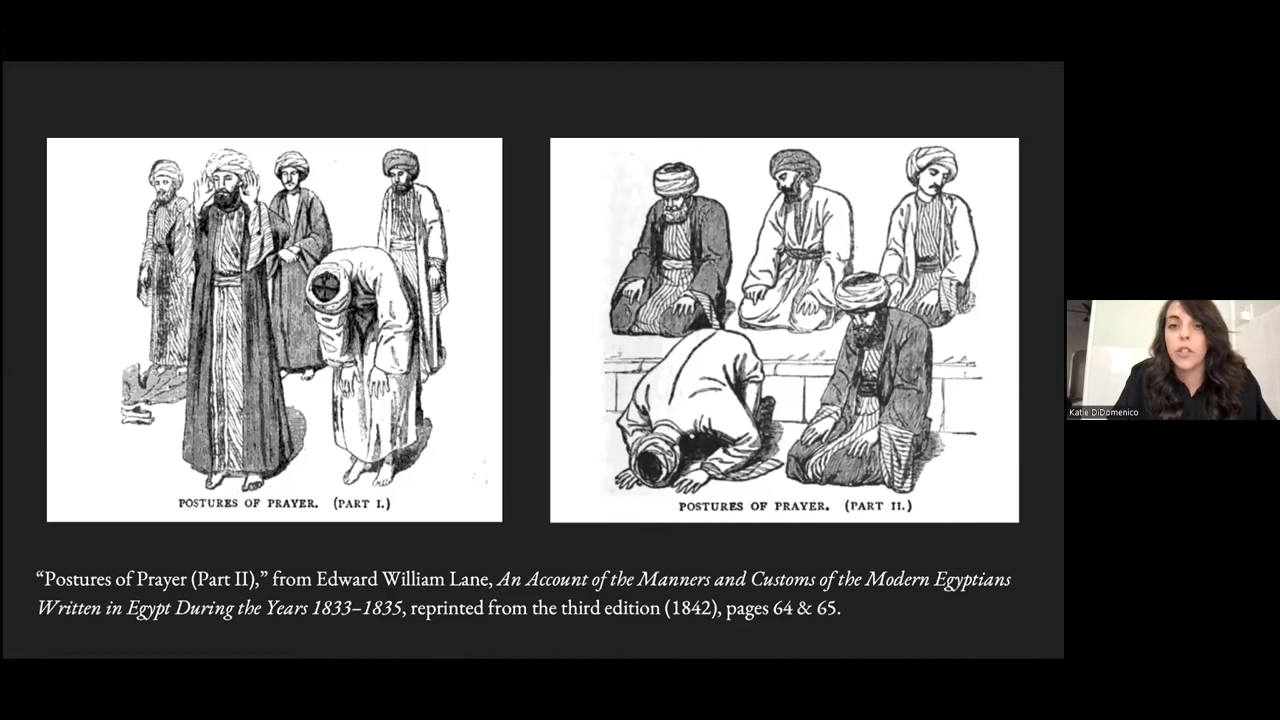 POSTURES OF PRAYER. (PART I.)
POSTURES OF PRAYER. (PART II.)
“Postures of Prayer (Part II),” from Edward William Lane, An Account of the Manners and Customs of the Modern Egyptians
Written in Egypt During the Years 1833–1835, reprinted from the third edition (1842), pages 64 & 65.
Katie DiDomenico